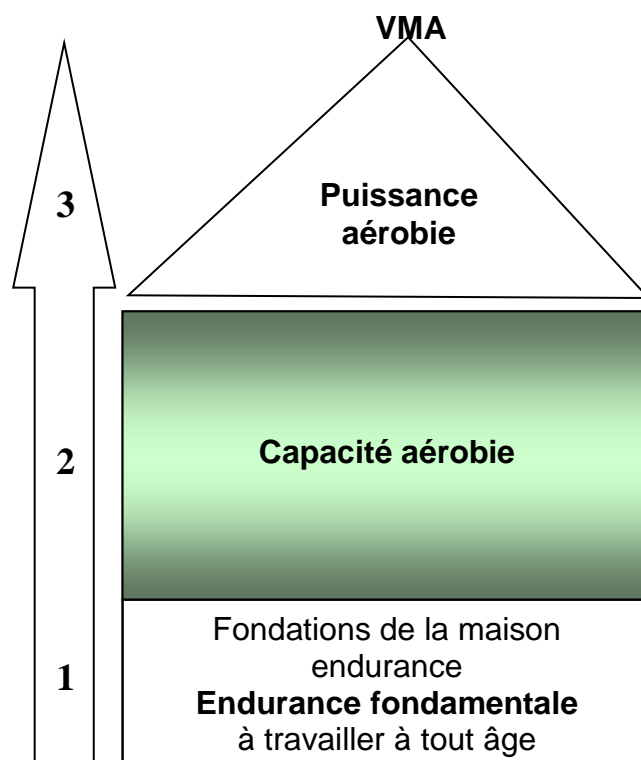 VMA
3
Puissance
aérobie
2
Capacité aérobie
1
Fondations de la maison
endurance
Endurance fondamentale
à travailler à tout âge